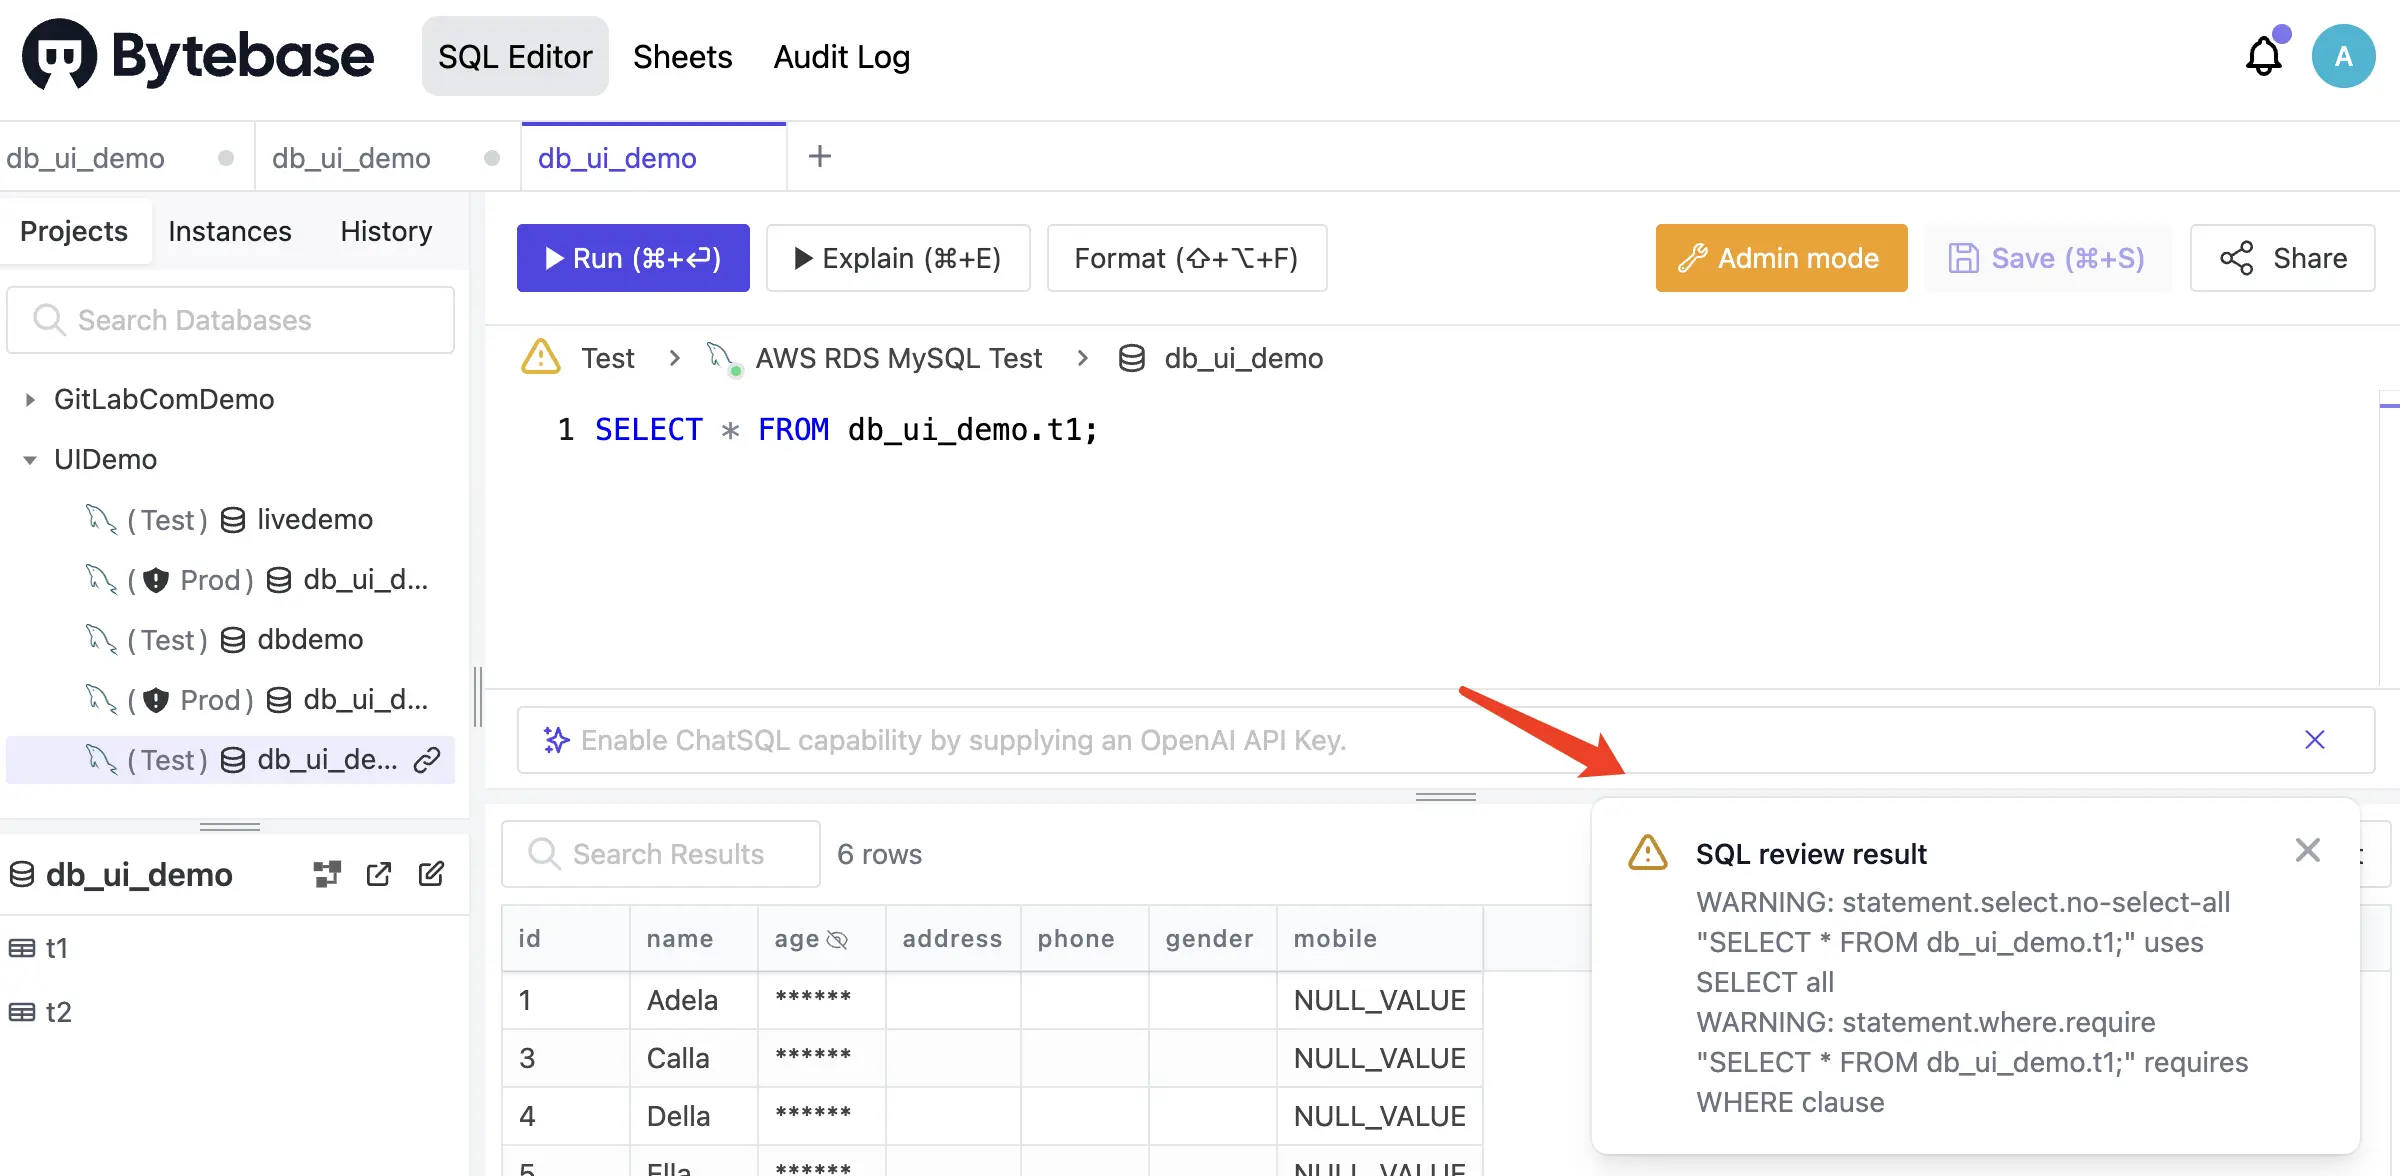 Bytebase SQL Editor Sheets Audit Log A
db_ui_demo db_ui_demo db_ui_demo +
Projects Instances History
Run (⌘+↵) Explain (⌘+E) Format (⇧+⌥+F) Admin mode Save (⌘+S) Share
Search Databases
GitLabComDemo
UIDemo
(Test) livedemo
(Prod) db_ui_d...
(Test) dbdemo
(Prod) db_ui_d...
(Test) db_ui_de...
db_ui_demo
t1
t2
Test > AWS RDS MySQL Test > db_ui_demo
1 SELECT * FROM db_ui_demo.t1;
Enable ChatSQL capability by supplying an OpenAI API Key.
Search Results 6 rows
id name age address phone gender mobile
1 Adela ****** NULL_VALUE
3 Calla ****** NULL_VALUE
4 Della ****** NULL_VALUE
5 Ella ****** NULL_VALUE
SQL review result
WARNING: statement.select.no-select-all
"SELECT * FROM db_ui_demo.t1;" uses
SELECT all
WARNING: statement.where.require
"SELECT * FROM db_ui_demo.t1;" requires
WHERE clause